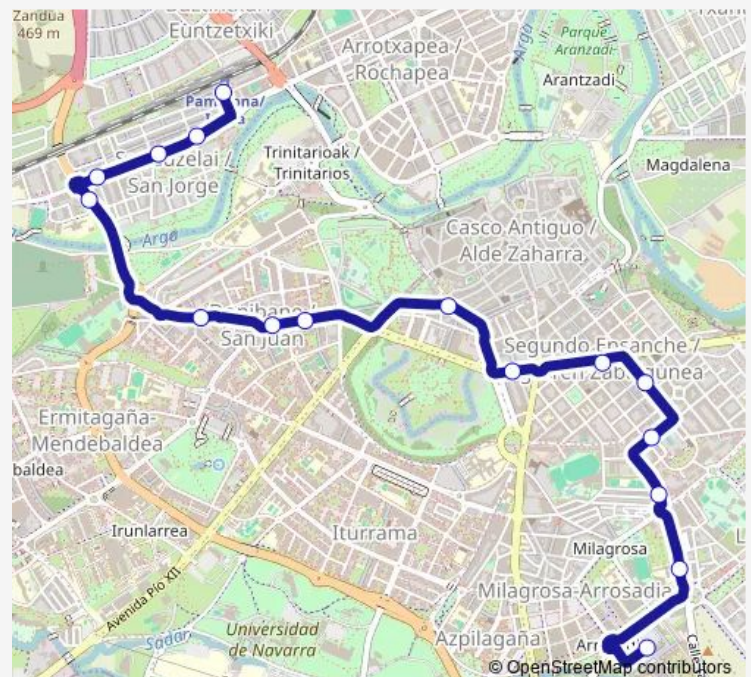 Zandua
469 m
Euntzetxiki
Arrotxapea /
Rochapea
Parque
Aranzadi
Argo
Arantzadi
Magdalena
Trinitarioak /
Trinitarios
San Jorge
Argo
Casco Antiguo /
Alde Zaharra
San Juan
Segundo Ensanche /
Ermitagaña-
Mendebaldea
baldea
Irunlarrea
Iturrama
Milagrosa
Milagrosa-Arrosadia
Avenida Pío XII
Sadar
Universidad
de Navarra
Azpilagaña
© OpenStreetMap contributors